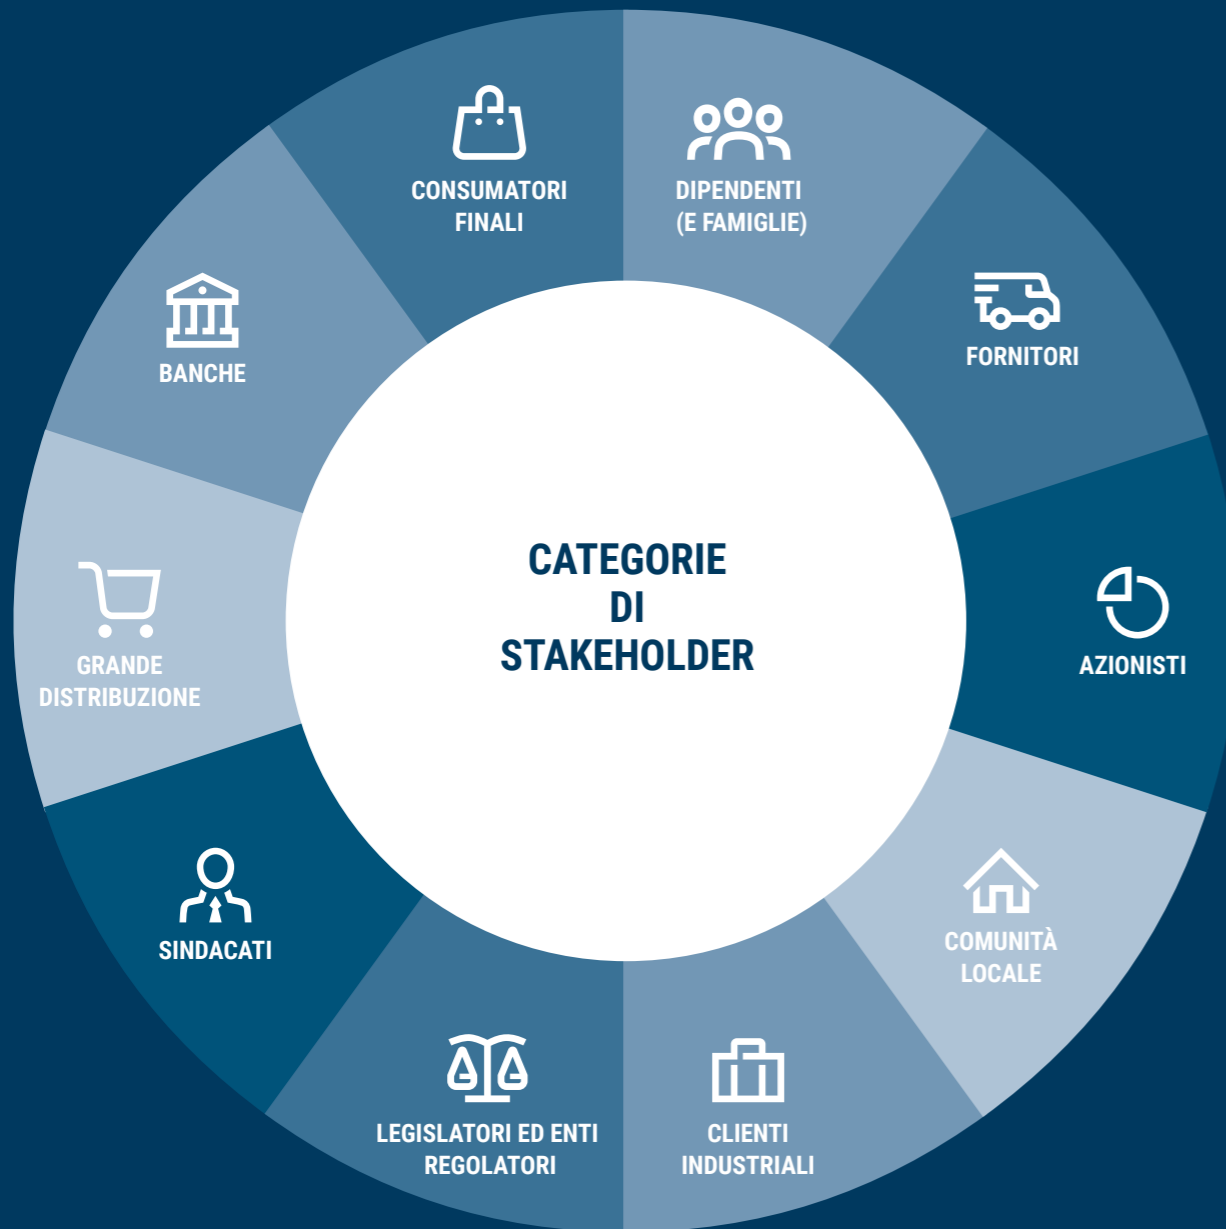 CATEGORIE
DI
STAKEHOLDER
DIPENDENTI
(E FAMIGLIE)
FORNITORI
AZIONISTI
COMUNITÀ
LOCALE
CLIENTI
INDUSTRIALI
LEGISLATORI ED ENTI
REGOLATORI
SINDACATI
GRANDE
DISTRIBUZIONE
BANCHE
CONSUMATORI
FINALI